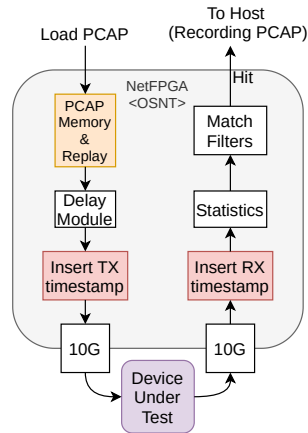 Load PCAP
To Host
(Recording PCAP)
Hit
NetFPGA
<OSNT>
PCAP
Memory
&
Replay
Match
Filters
Delay
Module
Statistics
Insert TX
timestamp
Insert RX
timestamp
10G
10G
Device
Under
Test